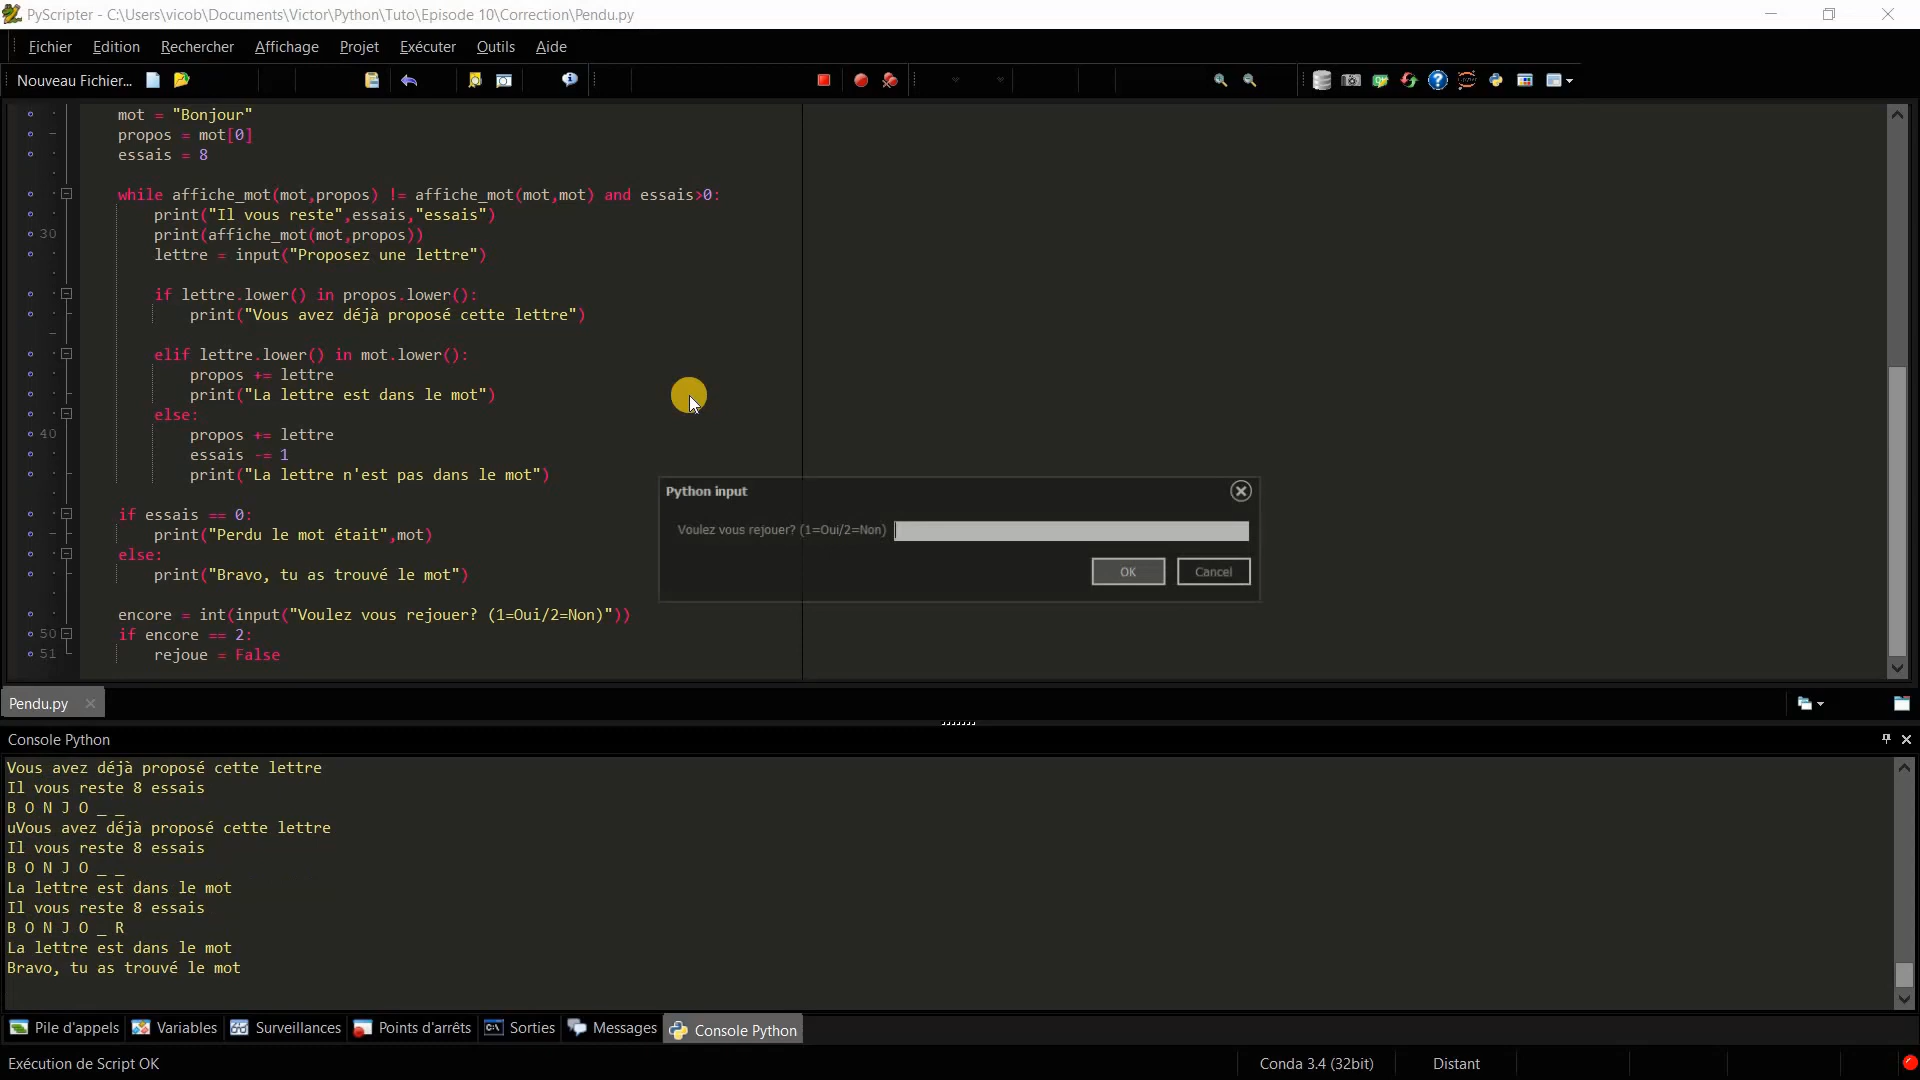 PyScripter - C:\Users\vicob\Documents\Victor\Python\Tuto\Episode 10\Correction\Pendu.py
Fichier Edition Rechercher Affichage Projet Exécuter Outils Aide
Nouveau Fichier...
mot = "Bonjour"
propos = mot[0]
essais = 8
while affiche_mot(mot,propos) != affiche_mot(mot,mot) and essais>0:
print("Il vous reste",essais,"essais")
30 print(affiche_mot(mot,propos))
lettre = input("Proposez une lettre")
if lettre.lower() in propos.lower():
print("Vous avez déjà proposé cette lettre")
elif lettre.lower() in mot.lower():
propos += lettre
print("La lettre est dans le mot")
else:
40 propos += lettre
essais -= 1
print("La lettre n'est pas dans le mot")
if essais == 0:
print("Perdu le mot était",mot)
else:
print("Bravo, tu as trouvé le mot")
encore = int(input("Voulez vous rejouer? (1=Oui/2=Non)"))
50 if encore == 2:
51 rejoue = False
Python input
Voulez vous rejouer? (1=Oui/2=Non)
OK Cancel
Pendu.py
Console Python
Vous avez déjà proposé cette lettre
Il vous reste 8 essais
B O N J O _ _
uVous avez déjà proposé cette lettre
Il vous reste 8 essais
B O N J O _ _
La lettre est dans le mot
Il vous reste 8 essais
B O N J O _ R
La lettre est dans le mot
Bravo, tu as trouvé le mot
Pile d'appels Variables Surveillances Points d'arrêts Sorties Messages Console Python
Exécution de Script OK Conda 3.4 (32bit) Distant